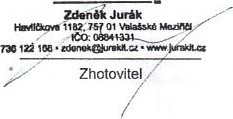 Zdeněk Jurák
Havlíčkova 1182, 757 01 Valašské Meziříčí
IČO: 08841331
736 122 168 • zdenek@jurakit.cz • www.jurakit.cz
Zhotovitel